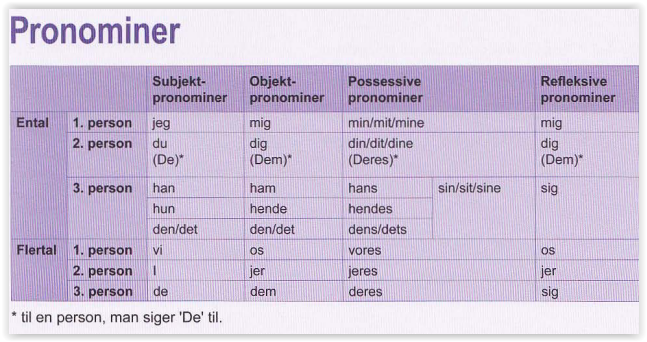 Pronominer
Subjekt- Objekt- Possessive Refleksive
pronominer pronominer pronominer pronominer
Ental 1. person jeg mig min/mit/mine mig
2. person du dig din/dit/dine dig
(De)* (Dem)* (Deres)* (Dem)*
3. person han ham hans sin/sit/sine sig
hun hende hendes
den/det den/det dens/dets
Flertal 1. person vi os vores os
2. person I jer jeres jer
3. person de dem deres sig
* til en person, man siger 'De' til.